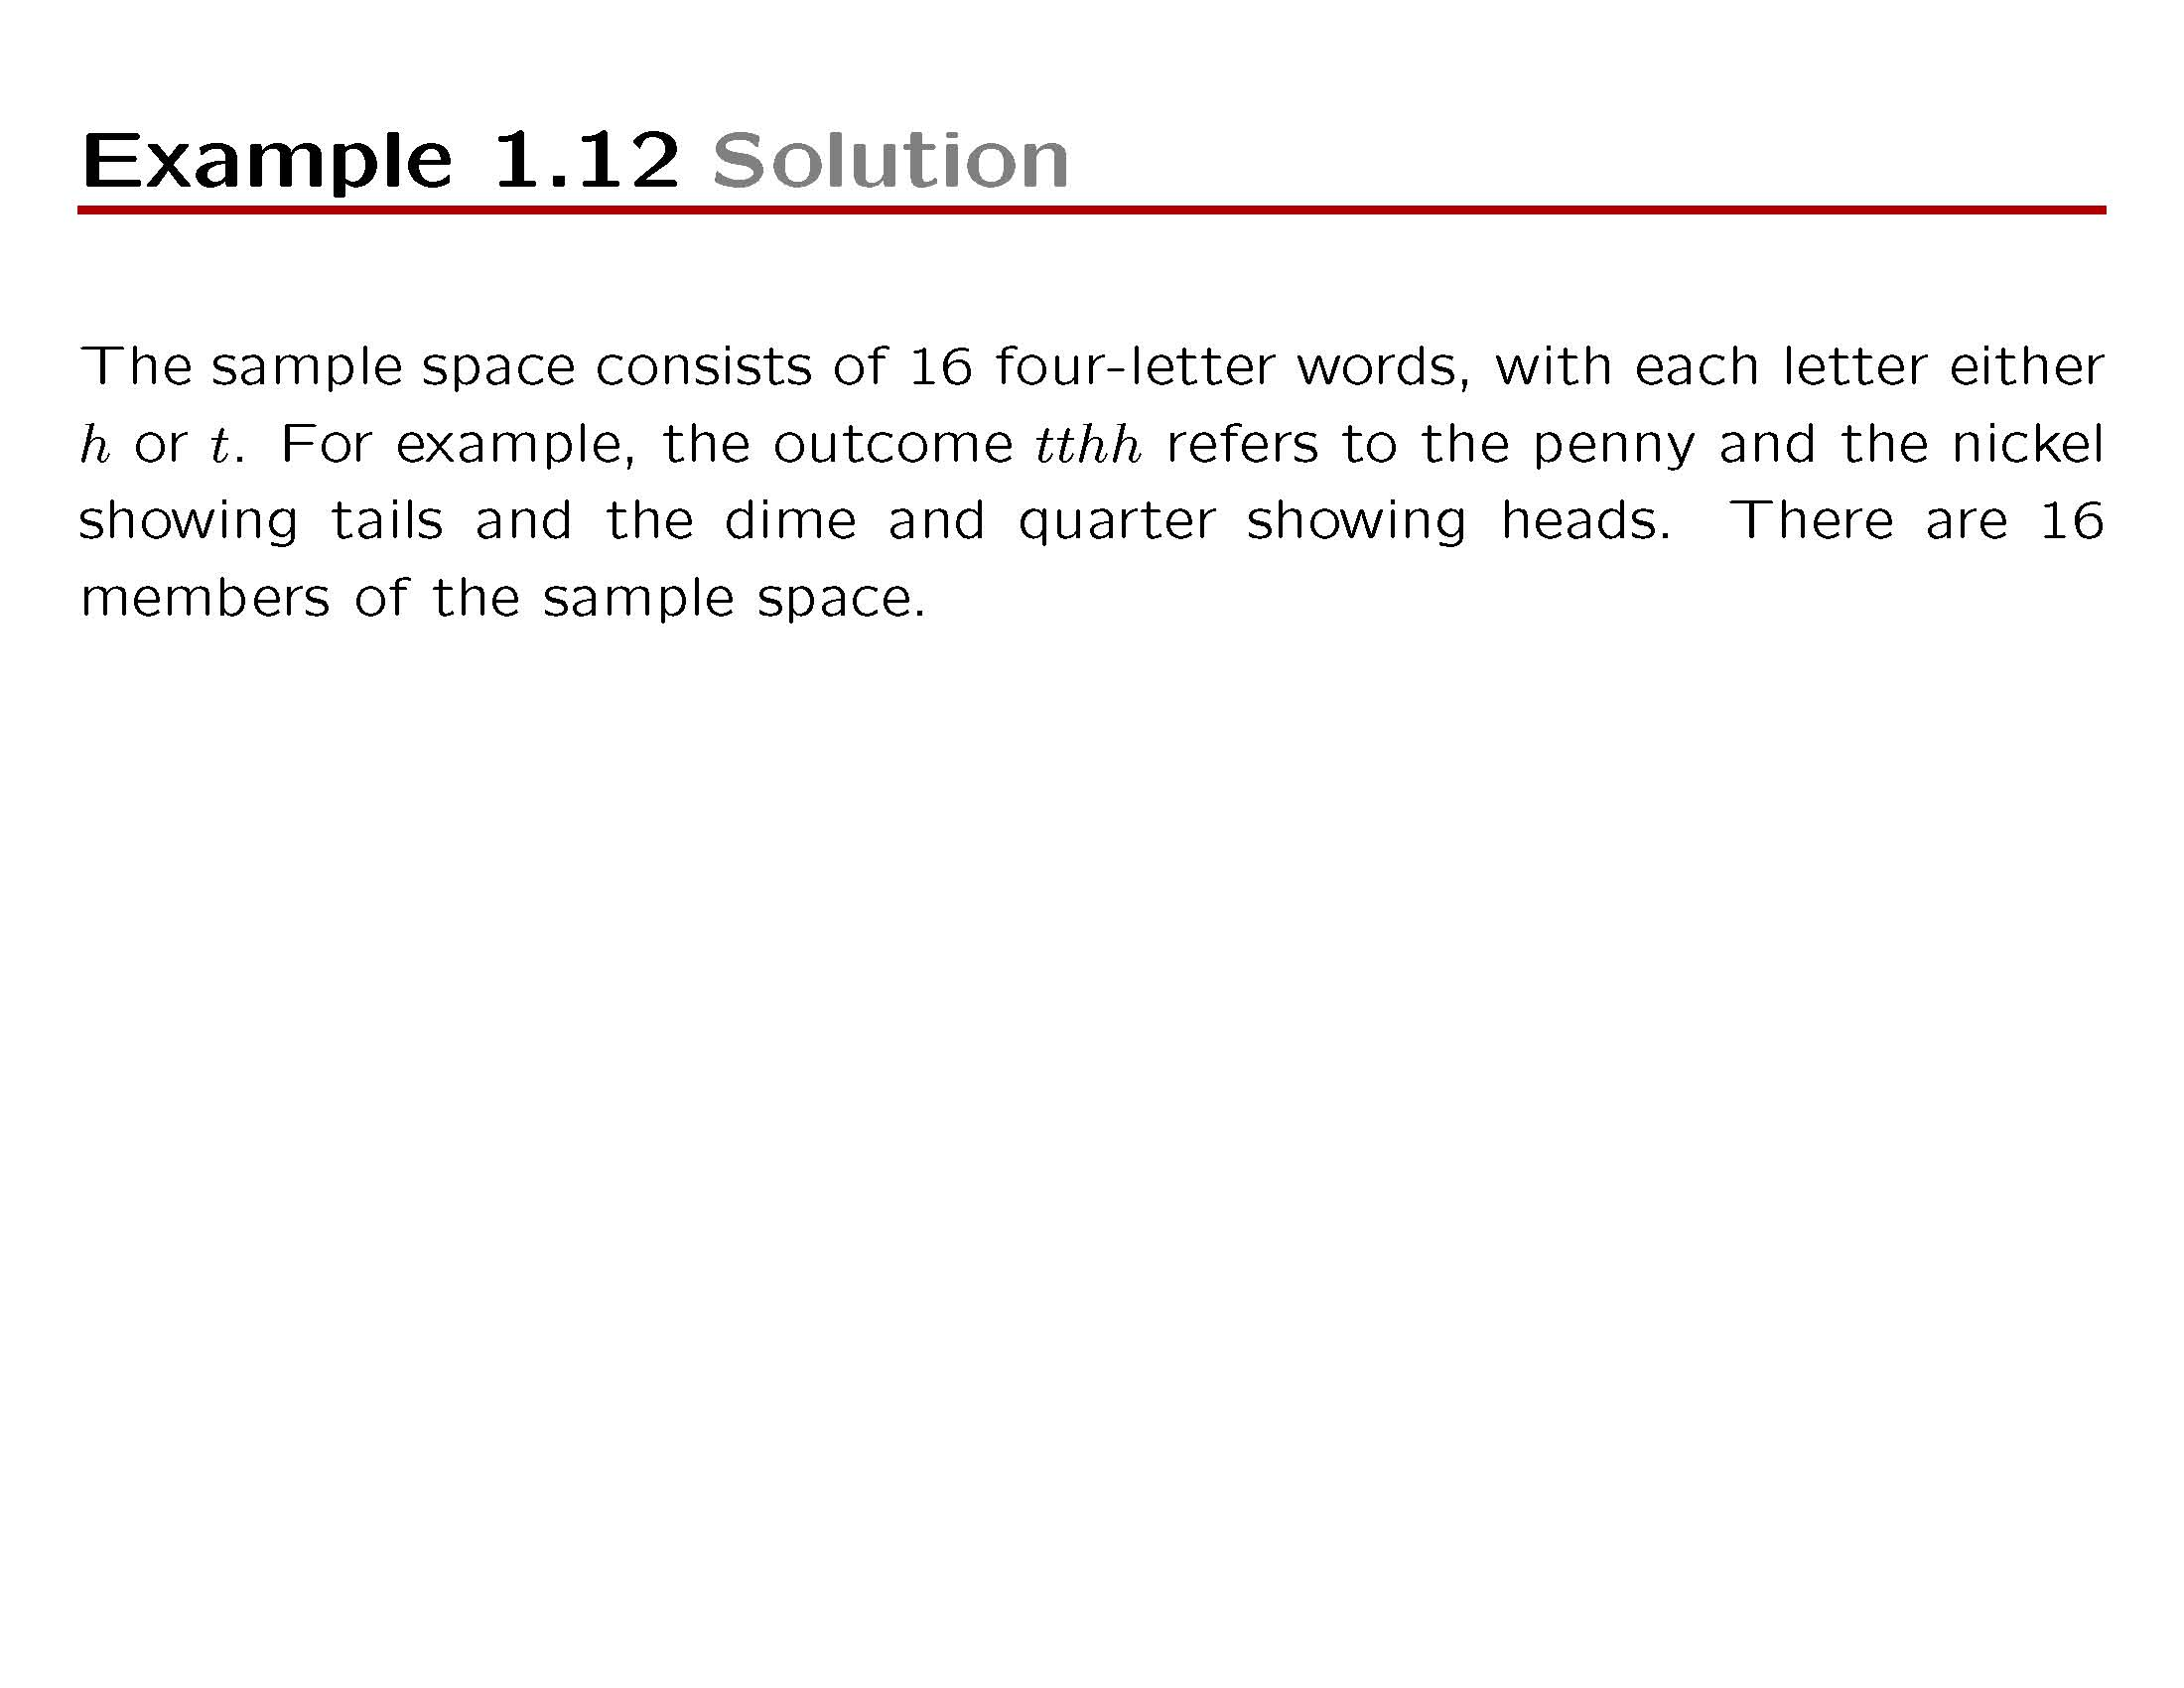 Example 1.12 Solution
The sample space consists of 16 four-letter words, with each letter either
h or t. For example, the outcome tthh refers to the penny and the nickel
showing tails and the dime and quarter showing heads. There are 16
members of the sample space.